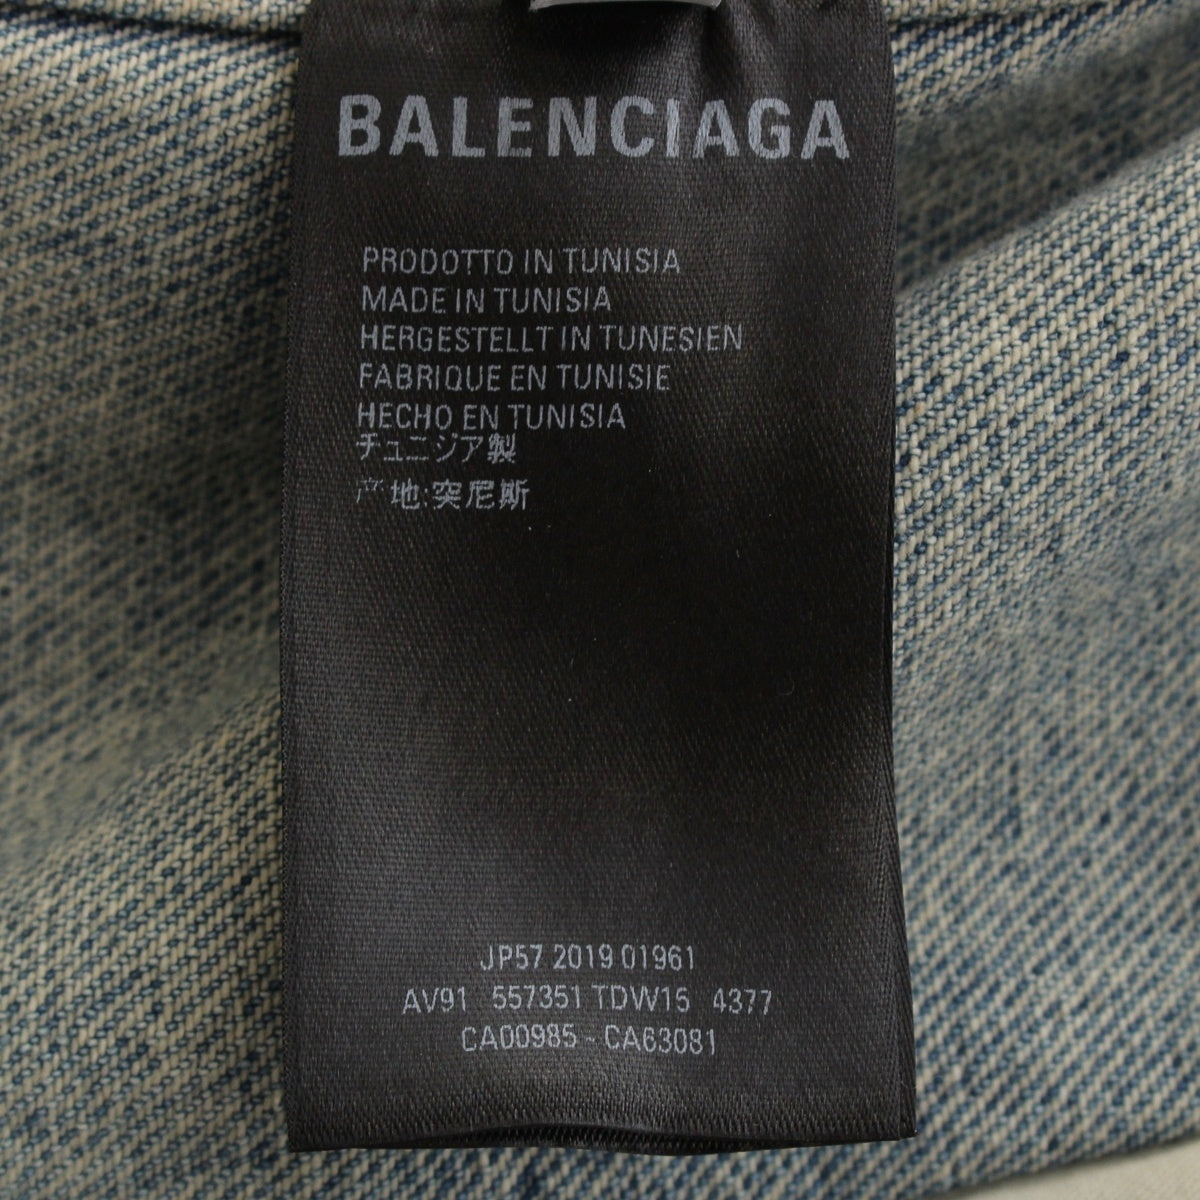 BALENCIAGA
PRODOTTO IN TUNISIA
MADE IN TUNISIA
HERGESTELLT IN TUNESIEN
FABRIQUE EN TUNISIE
HECHO EN TUNISIA
チュニジア製
产地:突尼斯
JP57 2019 01961
AV91 557351 TDW15 4377
CA00985 - CA63081